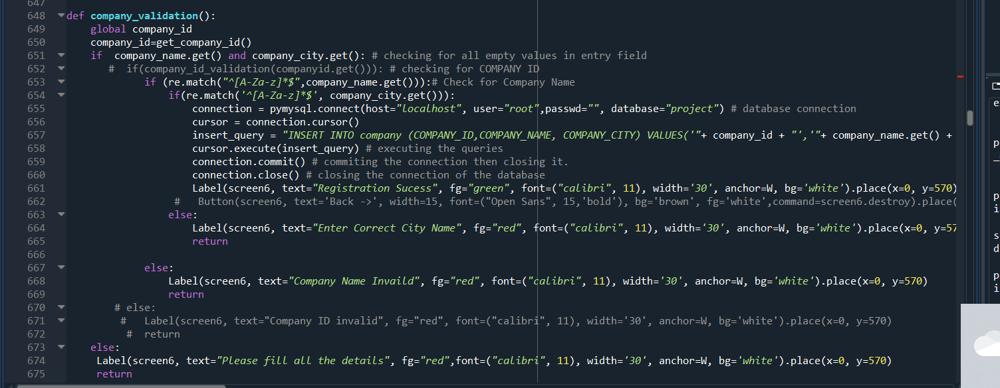 647
648 def company_validation():
649 global company_id
650 company_id=get_company_id()
651 if  company_name.get() and company_city.get(): # checking for all empty values in entry field
652 #  if(company_id_validation(companyid.get())): # checking for COMPANY ID
653 if (re.match("^[A-Za-z]*$",company_name.get())):# Check for Company Name
654 if(re.match('^[A-Za-z]*$', company_city.get())):
655 connection = pymysql.connect(host="localhost", user="root",passwd="", database="project") # database connection
656 cursor = connection.cursor()
657 insert_query = "INSERT INTO company (COMPANY_ID,COMPANY_NAME, COMPANY_CITY) VALUES('"+ company_id + "','"+ company_name.get() +
658 cursor.execute(insert_query) # executing the queries
659 connection.commit() # commiting the connection then closing it.
660 connection.close() # closing the connection of the database
661 Label(screen6, text="Registration Sucess", fg="green", font=("calibri", 11), width='30', anchor=W, bg='white').place(x=0, y=570)
662 #   Button(screen6, text='Back ->', width=15, font=("Open Sans", 15,'bold'), bg='brown', fg='white',command=screen6.destroy).place(
663 else:
664 Label(screen6, text="Enter Correct City Name", fg="red", font=("calibri", 11), width='30', anchor=W, bg='white').place(x=0, y=57
665 return
666
667 else:
668 Label(screen6, text="Company Name Invaild", fg="red", font=("calibri", 11), width='30', anchor=W, bg='white').place(x=0, y=570)
669 return
670 # else:
671 #   Label(screen6, text="Company ID invalid", fg="red", font=("calibri", 11), width='30', anchor=W, bg='white').place(x=0, y=570)
672 #  return
673 else:
674 Label(screen6, text="Please fill all the details", fg="red",font=("calibri", 11), width='30', anchor=W, bg='white').place(x=0, y=570)
675 return